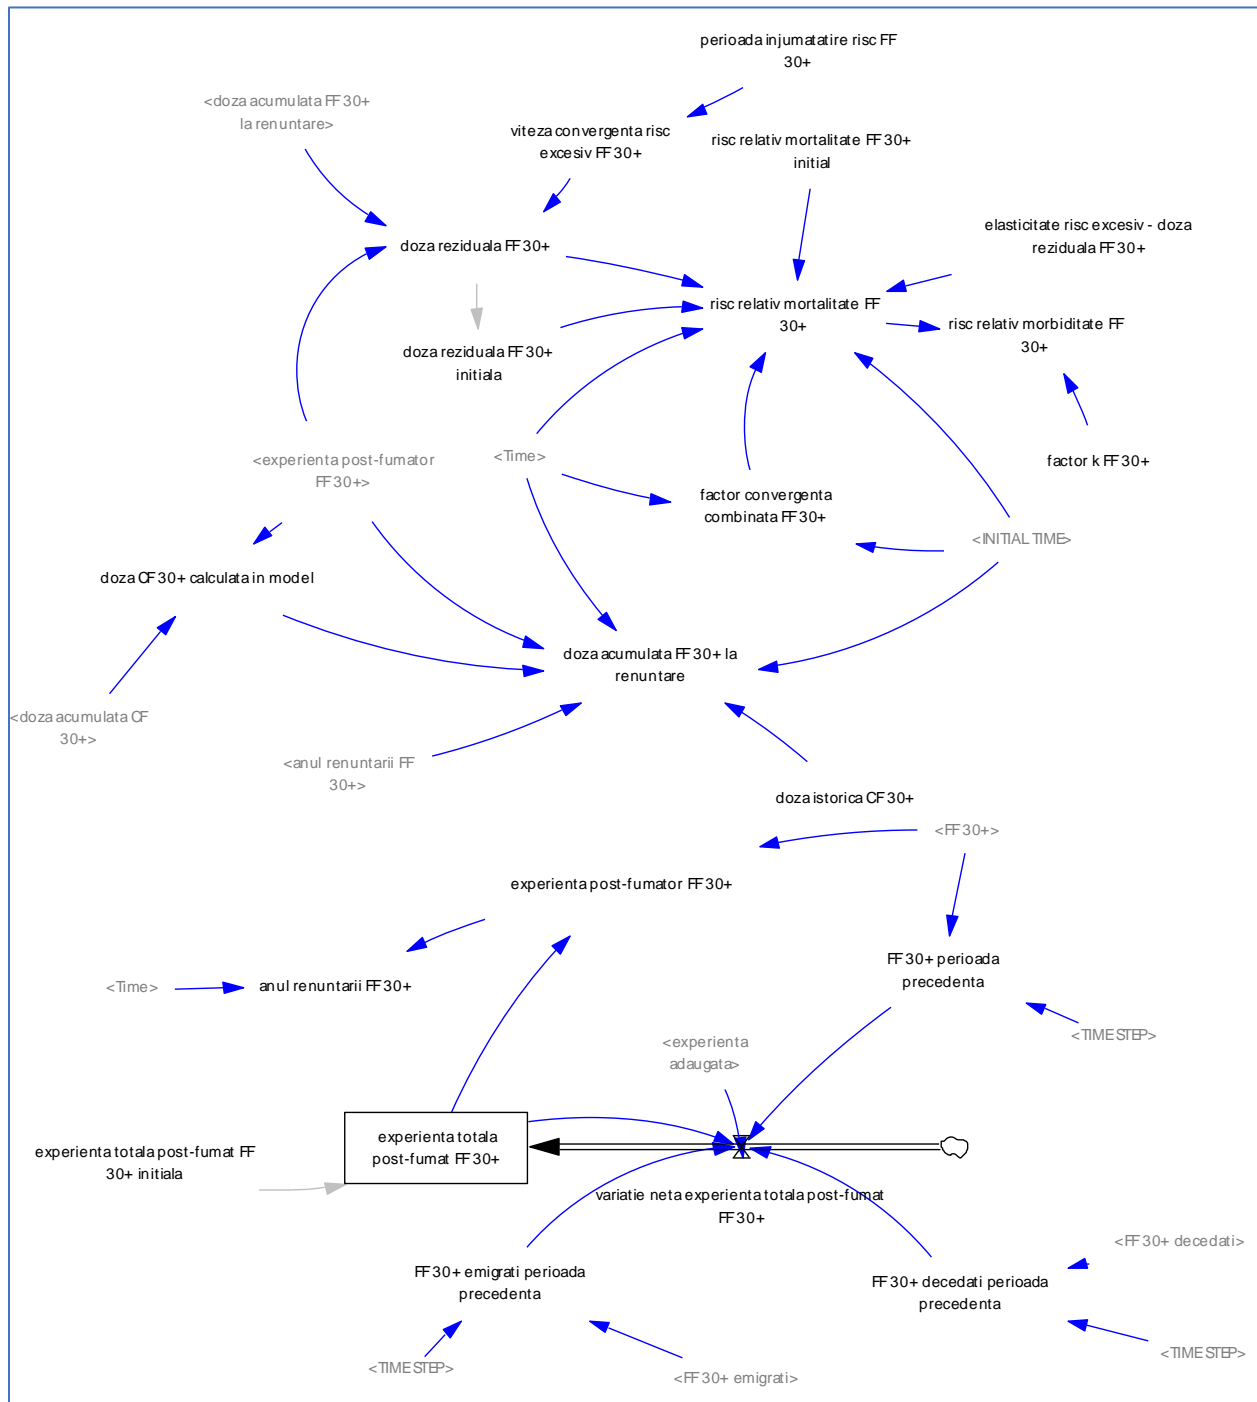 perioada injumatatire risc FF
30+
<doza acumulata FF 30+
la renuntare>
viteza convergenta risc
excesiv FF 30+
risc relativ mortalitate FF 30+
initial
elasticitate risc excesiv - doza
reziduala FF 30+
doza reziduala FF 30+
risc relativ mortalitate FF
30+
risc relativ morbiditate FF
30+
doza reziduala FF 30+
initiala
<experienta post-fumator
FF 30+>
<Time>
factor k FF 30+
factor convergenta
combinata FF 30+
<INITIAL TIME>
doza CF 30+ calculata in model
doza acumulata FF 30+ la
renuntare
<doza acumulata CF
30+>
<anul renuntarii FF
30+>
doza istorica CF 30+
<FF 30+>
experienta post-fumator FF 30+
FF 30+ perioada
precedenta
<Time>
anul renuntarii FF 30+
<TIME STEP>
<experienta
adaugata>
experienta totala
post-fumat FF 30+
experienta totala post-fumat FF
30+ initiala
variatie neta experienta totala post-fumat
FF 30+
<FF 30+ decedati>
FF 30+ emigrati perioada
precedenta
FF 30+ decedati perioada
precedenta
<TIME STEP>
<FF 30+ emigrati>
<TIME STEP>